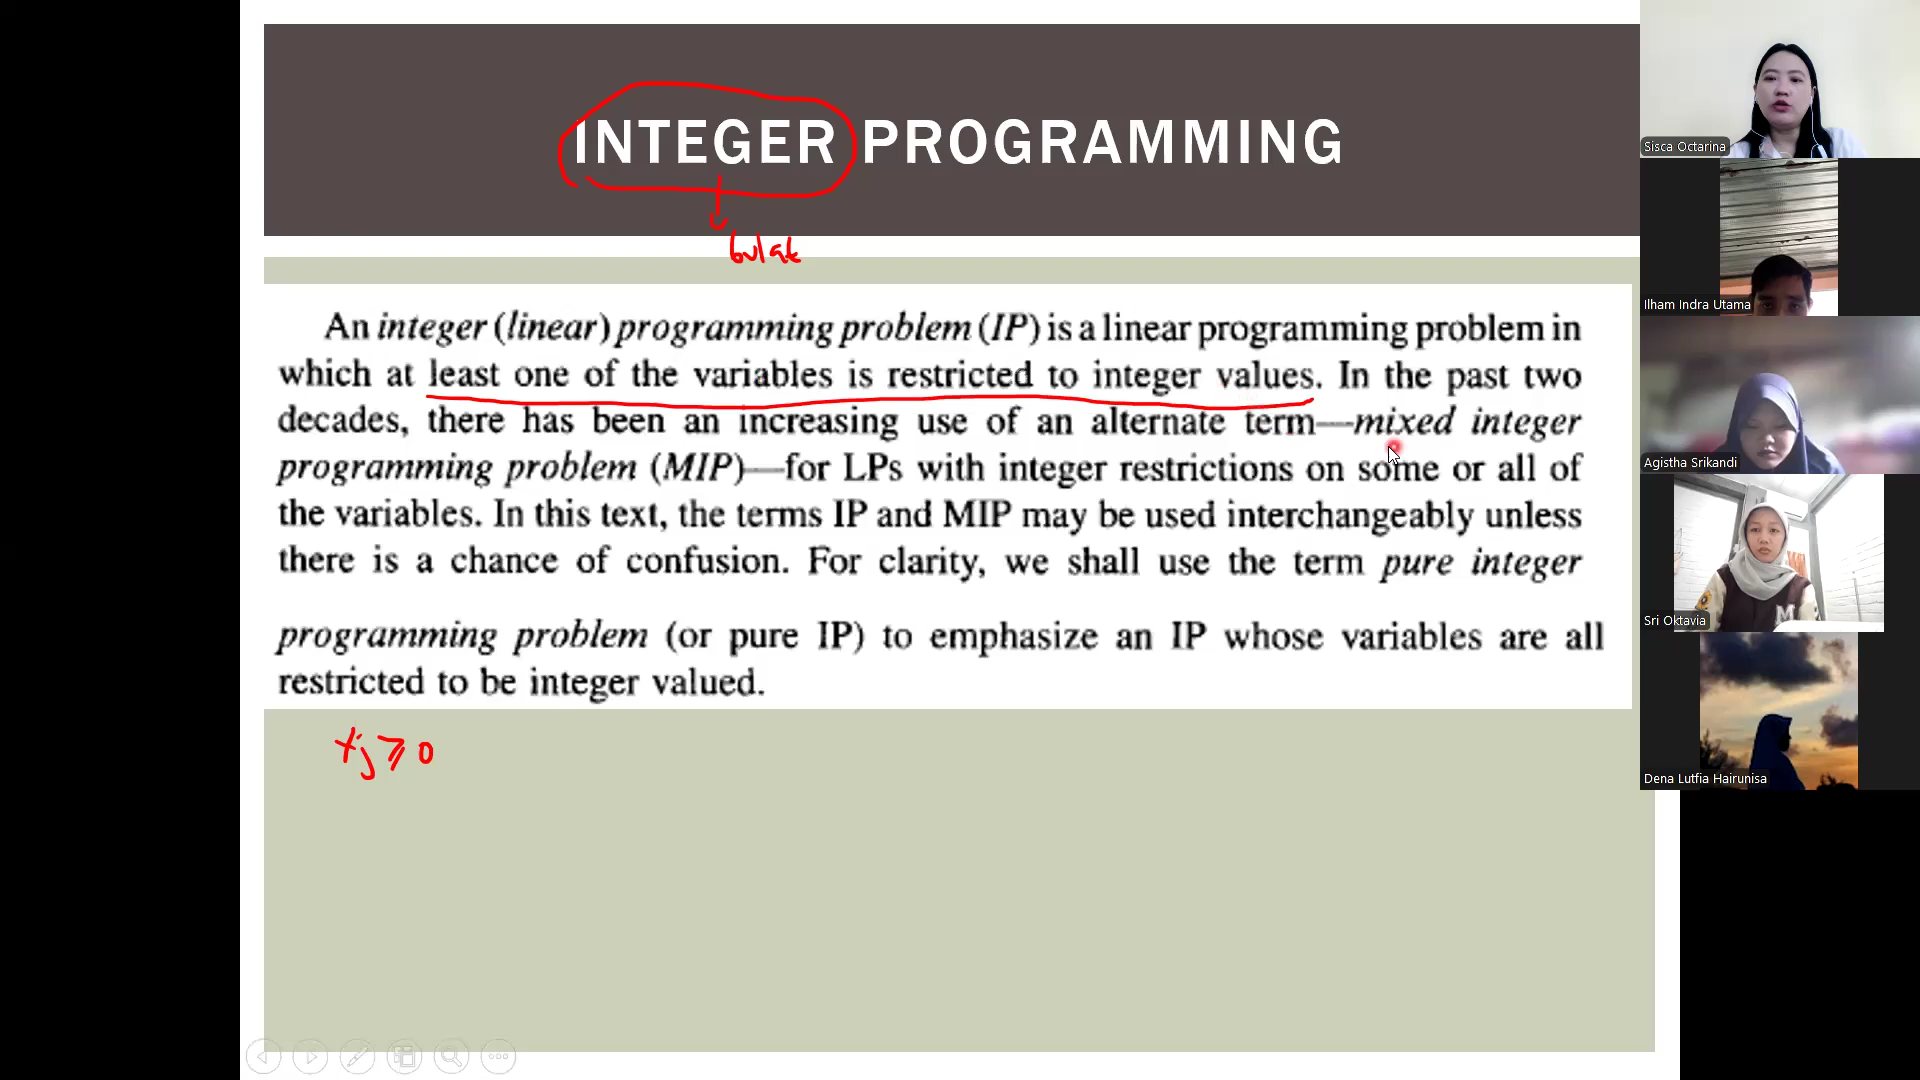 INTEGER PROGRAMMING
bulat
An integer (linear) programming problem (IP) is a linear programming problem in
which at least one of the variables is restricted to integer values. In the past two
decades, there has been an increasing use of an alternate term—mixed integer
programming problem (MIP)—for LPs with integer restrictions on some or all of
the variables. In this text, the terms IP and MIP may be used interchangeably unless
there is a chance of confusion. For clarity, we shall use the term pure integer
programming problem (or pure IP) to emphasize an IP whose variables are all
restricted to be integer valued.
xj ⩾ 0
Sisca Octarina
Ilham Indra Utama
Agistha Srikandi
M
Sri Oktavia
Dena Lutfia Hairunisa